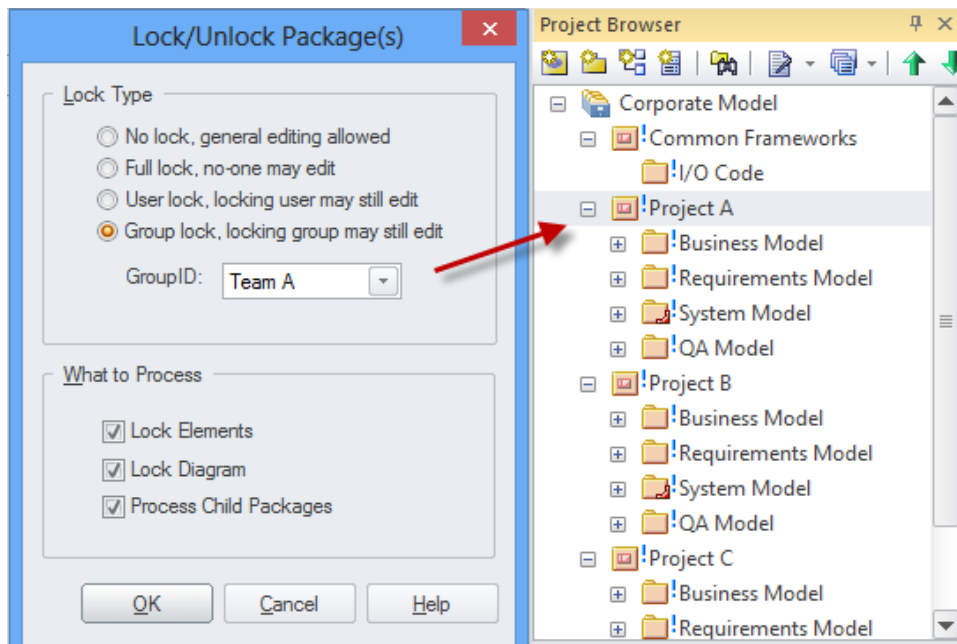 Lock/Unlock Package(s)
Lock Type
No lock, general editing allowed
Full lock, no-one may edit
User lock, locking user may still edit
Group lock, locking group may still edit
GroupID: Team A
What to Process
Lock Elements
Lock Diagram
Process Child Packages
OK Cancel Help
Project Browser
Corporate Model
!Common Frameworks
!I/O Code
!Project A
!Business Model
!Requirements Model
!System Model
!QA Model
!Project B
!Business Model
!Requirements Model
!System Model
!QA Model
!Project C
!Business Model
!Requirements Model